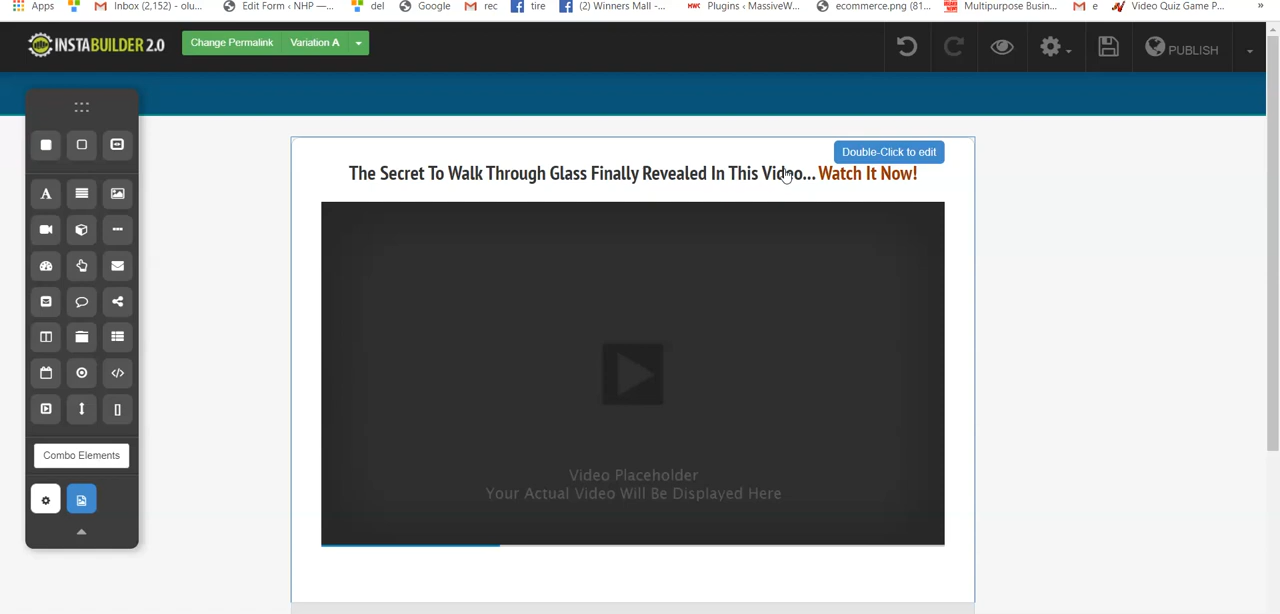 Apps
Inbox (2,152) - olu...
Edit Form ‹ NHP —...
del
Google
rec
tire
(2) Winners Mall -...
HWC
Plugins ‹ MassiveW...
ecommerce.png (81...
Multipurpose Busin...
e
Video Quiz Game P...
»
INSTABUILDER 2.0
Change Permalink
Variation A
PUBLISH
Double-Click to edit
The Secret To Walk Through Glass Finally Revealed In This Video... Watch It Now!
A
Video Placeholder
Your Actual Video Will Be Displayed Here
Combo Elements